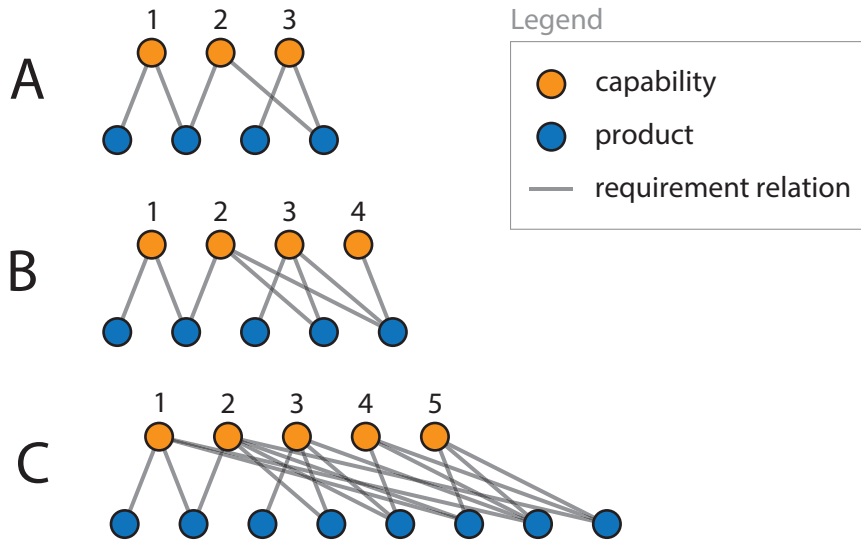 Legend
capability
product
requirement relation
A
1 2 3
B
1 2 3 4
C
1 2 3 4 5